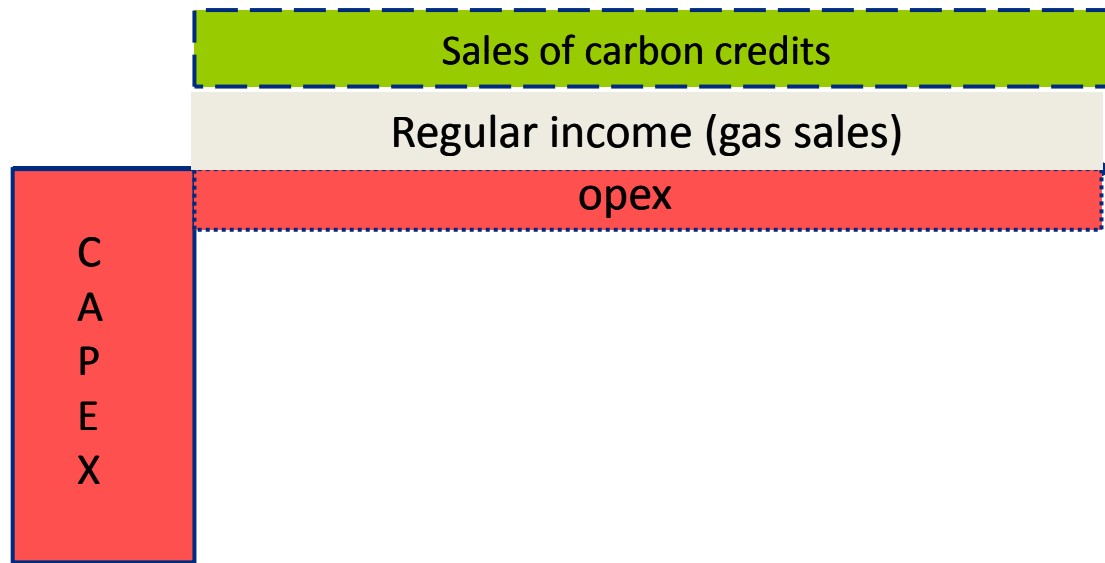 Sales of carbon credits
Regular income (gas sales)
opex
C
A
P
E
X